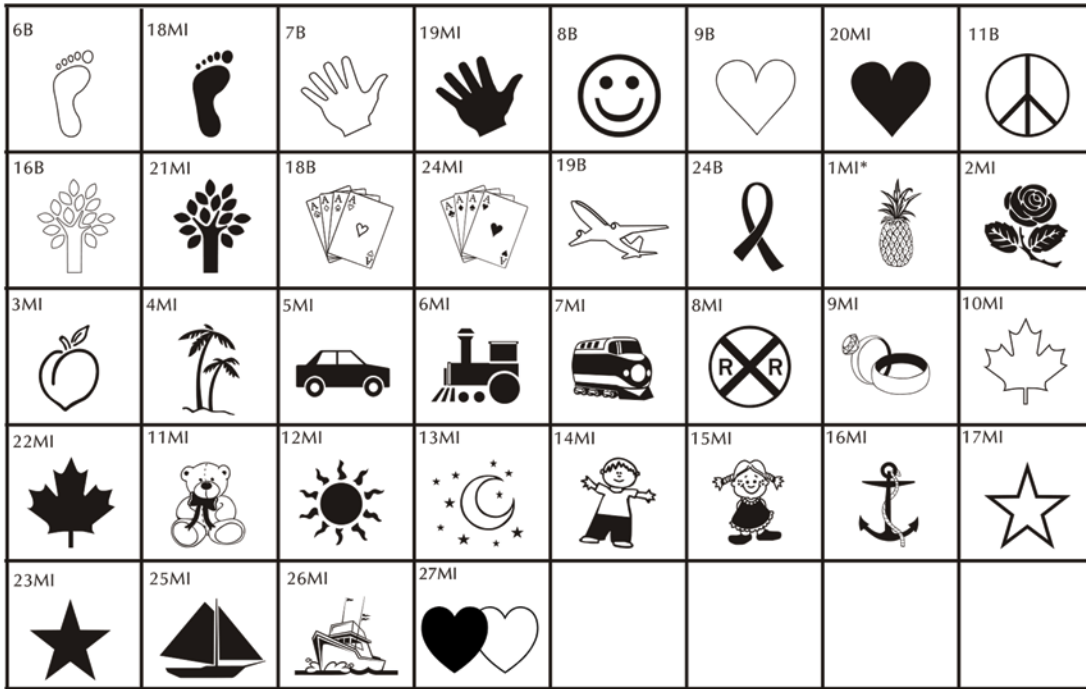 6B 18MI 7B 19MI 8B 9B 20MI 11B
16B 21MI 18B 24MI 19B 24B 1MI* 2MI
A A A A A
A A A A A
3MI 4MI 5MI 6MI 7MI 8MI 9MI 10MI
R R
22MI 11MI 12MI 13MI 14MI 15MI 16MI 17MI
23MI 25MI 26MI 27MI